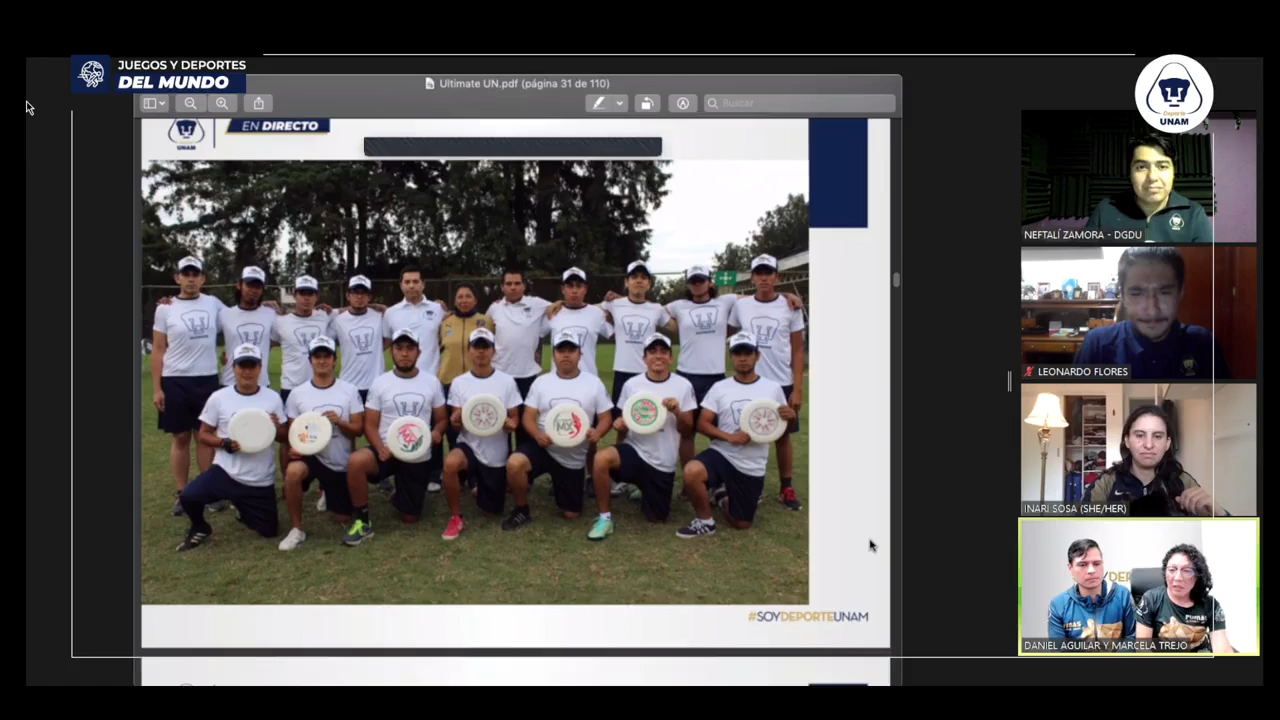 JUEGOS Y DEPORTES
DEL MUNDO
Ultimate UN.pdf (página 31 de 110)
Buscar
UNAM
EN DIRECTO
Deporte
UNAM
NEFTALÍ ZAMORA - DGDU
LEONARDO FLORES
INARI SOSA (SHE/HER)
DANIEL AGUILAR Y MARCELA TREJO
PUMAS
MX
#SOYDEPORTEUNAM